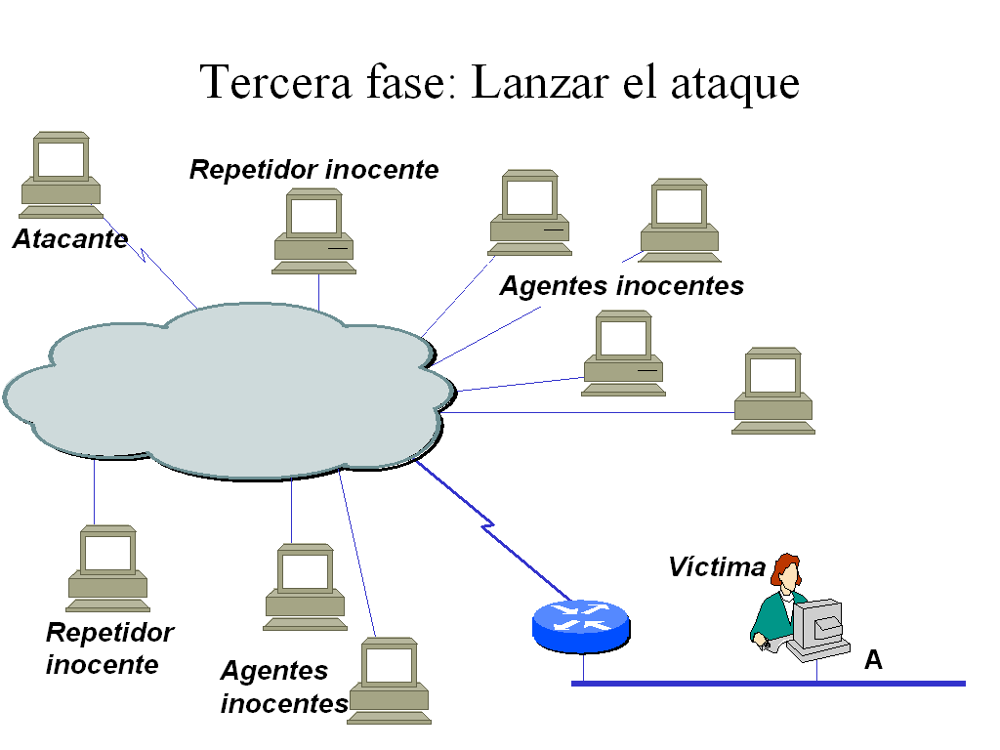 Tercera fase: Lanzar el ataque
Repetidor inocente
Atacante
Agentes inocentes
Víctima
Repetidor
inocente
Agentes
inocentes
A